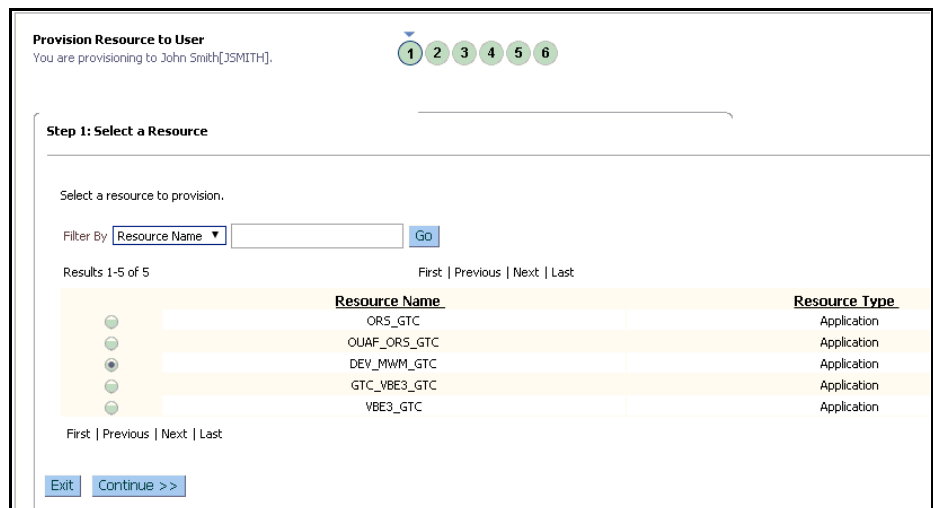 Provision Resource to User
You are provisioning to John Smith[JSMITH].
1 2 3 4 5 6
Step 1: Select a Resource
Select a resource to provision.
Filter By Resource Name Go
Results 1-5 of 5 First | Previous | Next | Last
Resource Name Resource Type
ORS_GTC Application
OUAF_ORS_GTC Application
DEV_MWM_GTC Application
GTC_VBE3_GTC Application
VBE3_GTC Application
First | Previous | Next | Last
Exit Continue >>